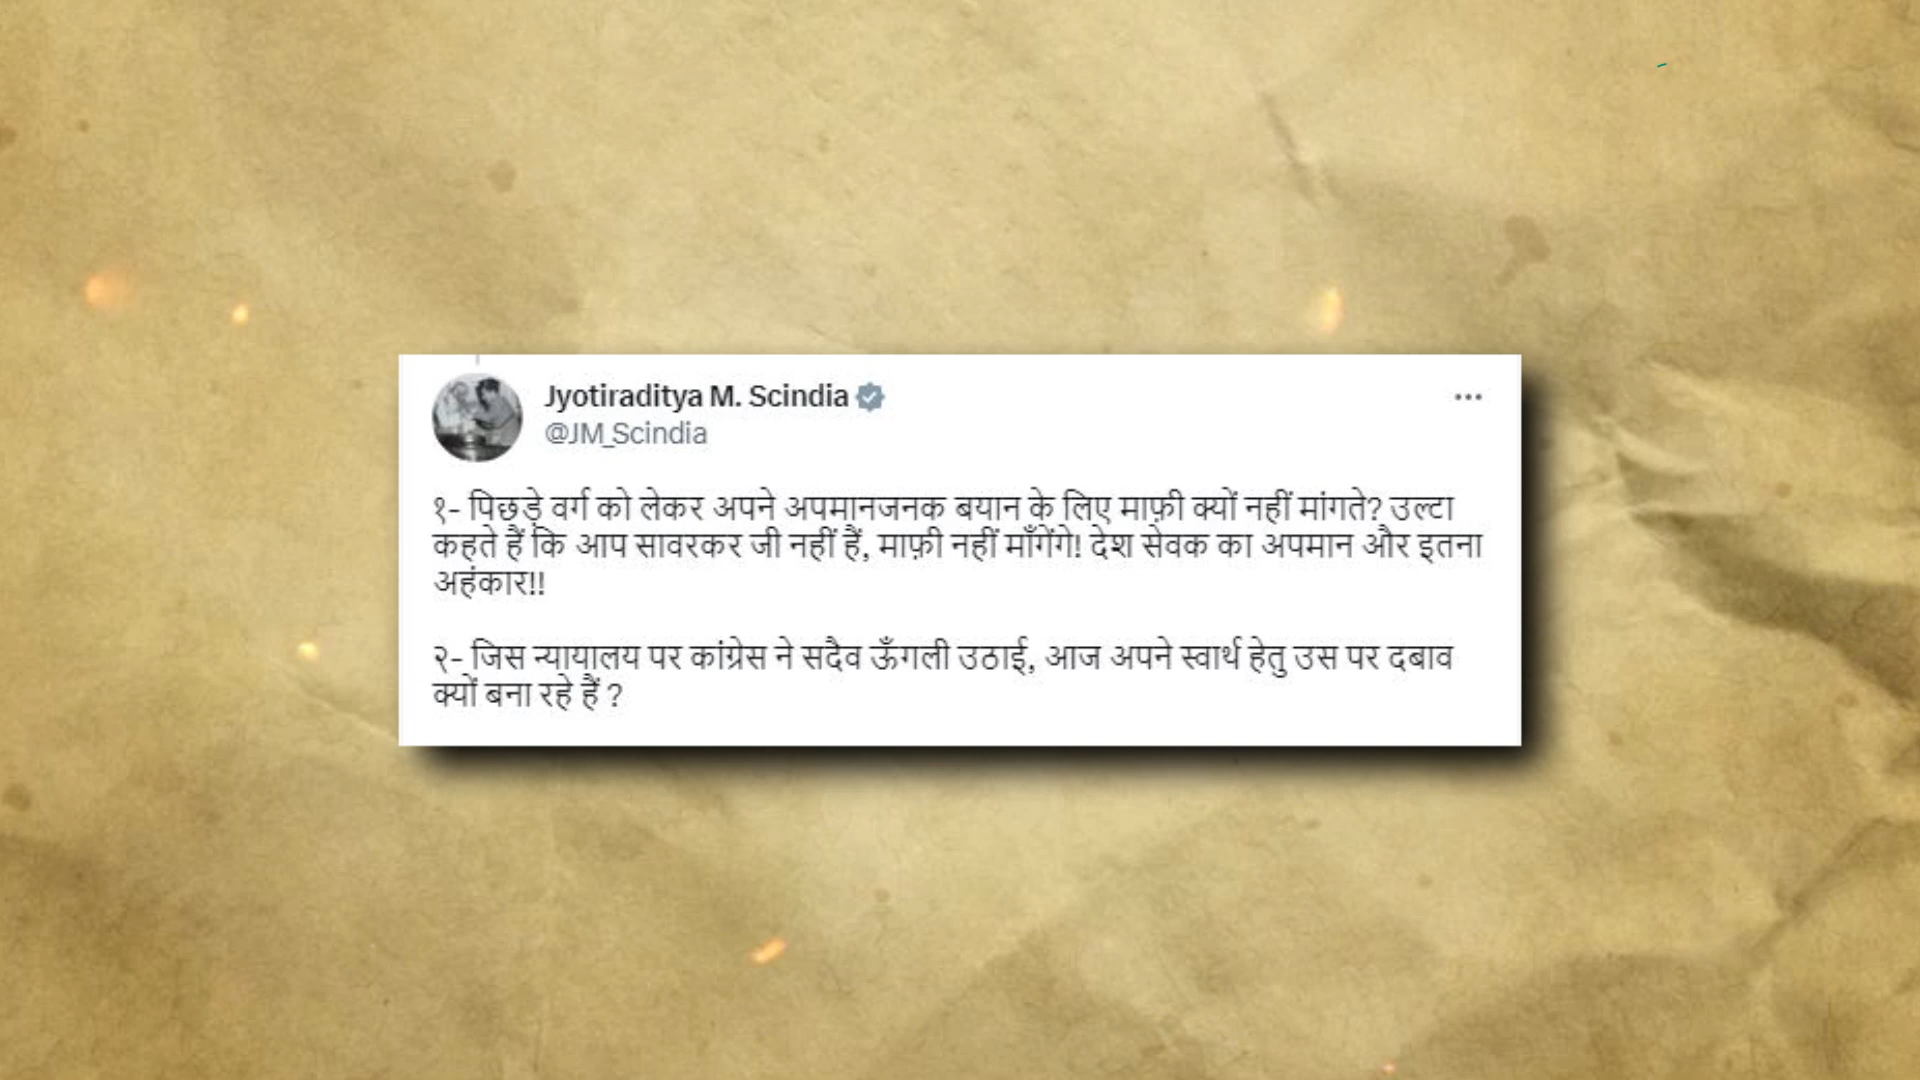 Jyotiraditya M. Scindia
@JM_Scindia
१- पिछड़े वर्ग को लेकर अपने अपमानजनक बयान के लिए माफ़ी क्यों नहीं मांगते? उल्टा
कहते हैं कि आप सावरकर जी नहीं हैं, माफ़ी नहीं माँगेंगे! देश सेवक का अपमान और इतना
अहंकार!!
२- जिस न्यायालय पर कांग्रेस ने सदैव ऊँगली उठाई, आज अपने स्वार्थ हेतु उस पर दबाव
क्यों बना रहे हैं ?